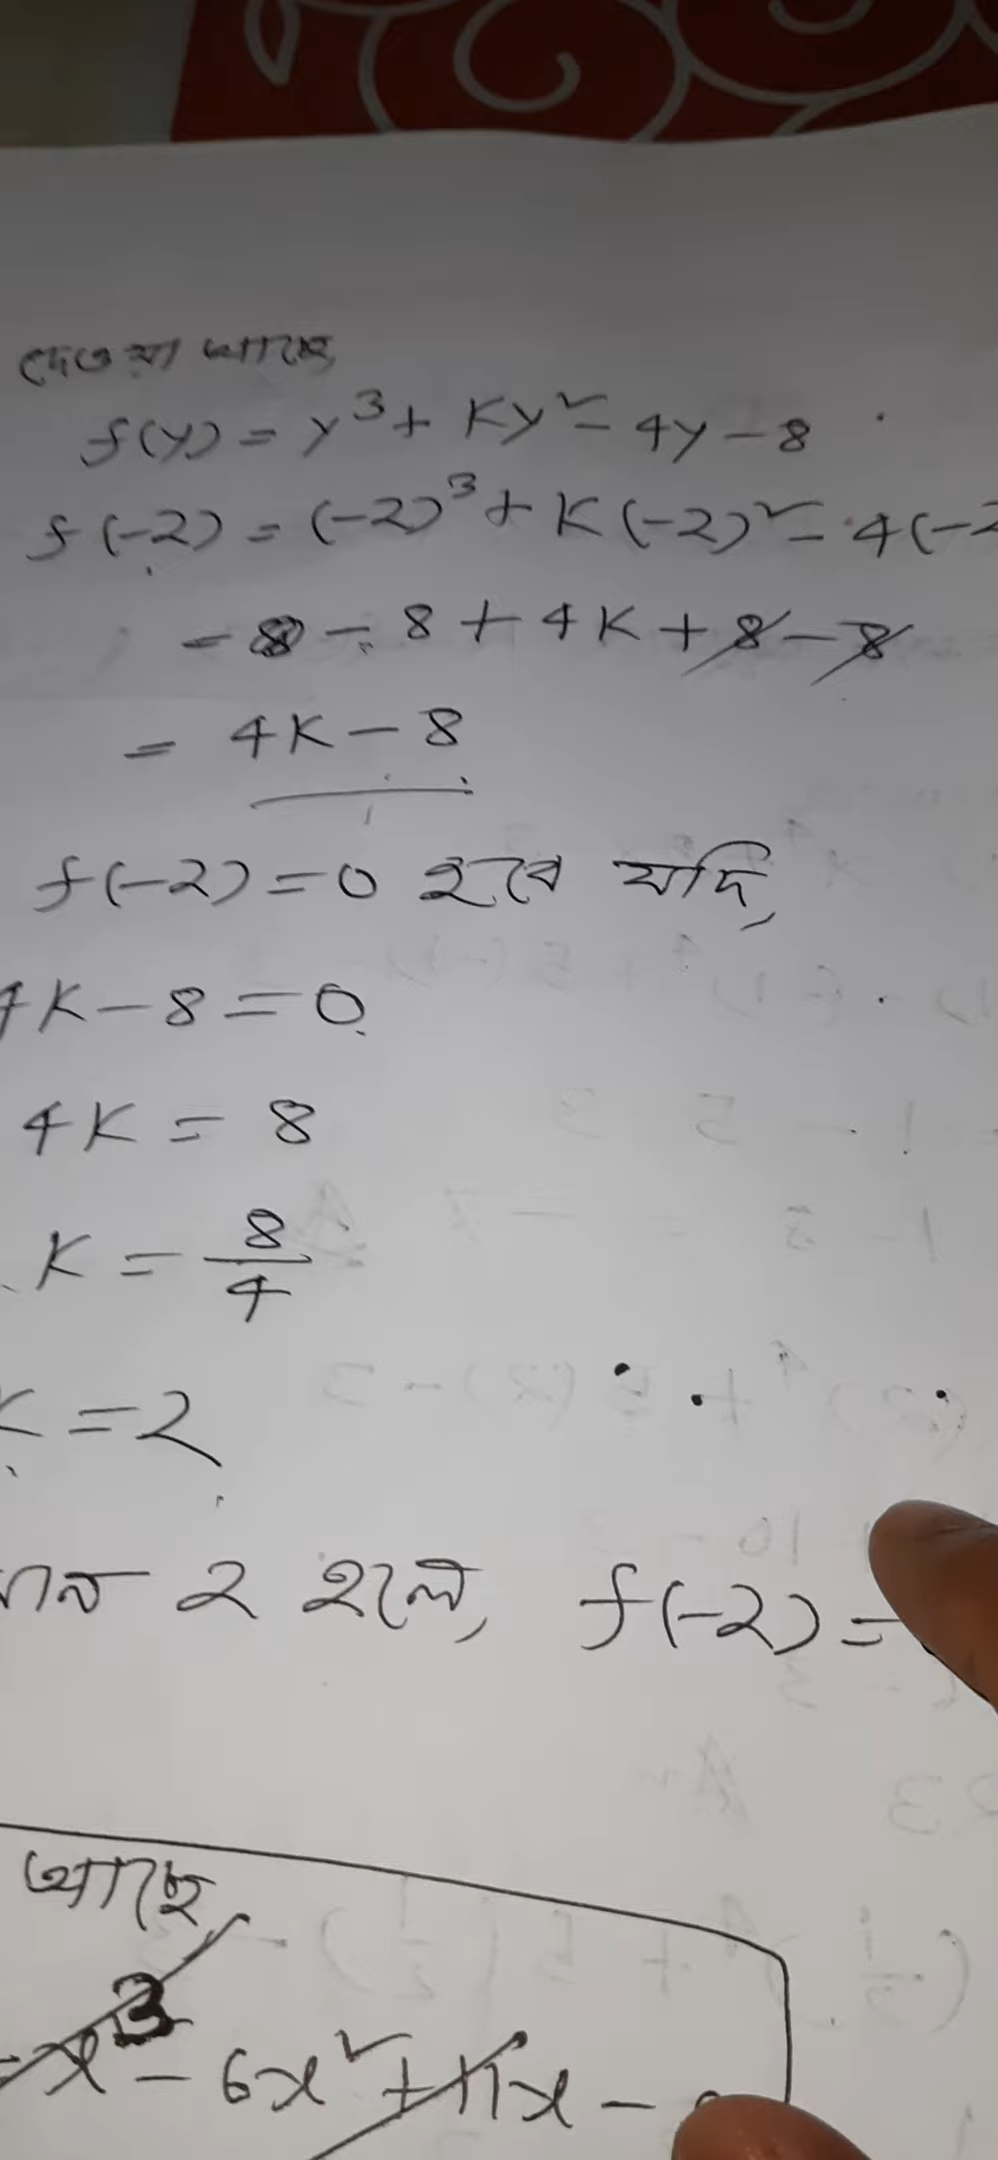 দেওয়া আছে,
f(y) = y³ + Ky² - 4y - 8
f(-2) = (-2)³ + K(-2)² - 4(-2
= 8 - 8 + 4K + 8 - 8
= 4K - 8
f(-2) = 0 হবে যদি,
4K - 8 = 0
4K = 8
K = 8/4
K = 2
মান 2 হলে, f(-2) =
আছে,
= x³ - 6x² + 11x -